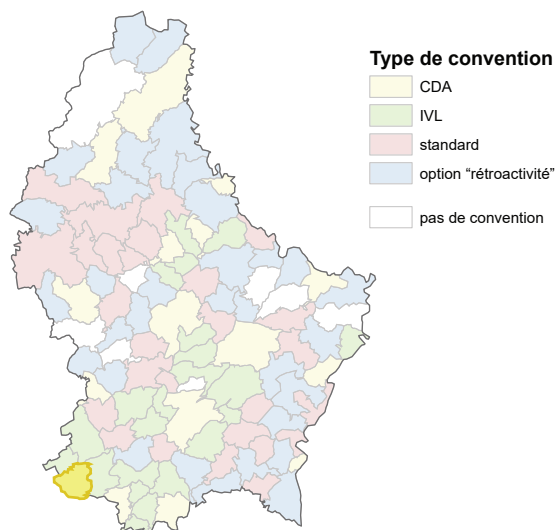 Type de convention
CDA
IVL
standard
option “rétroactivité”
pas de convention